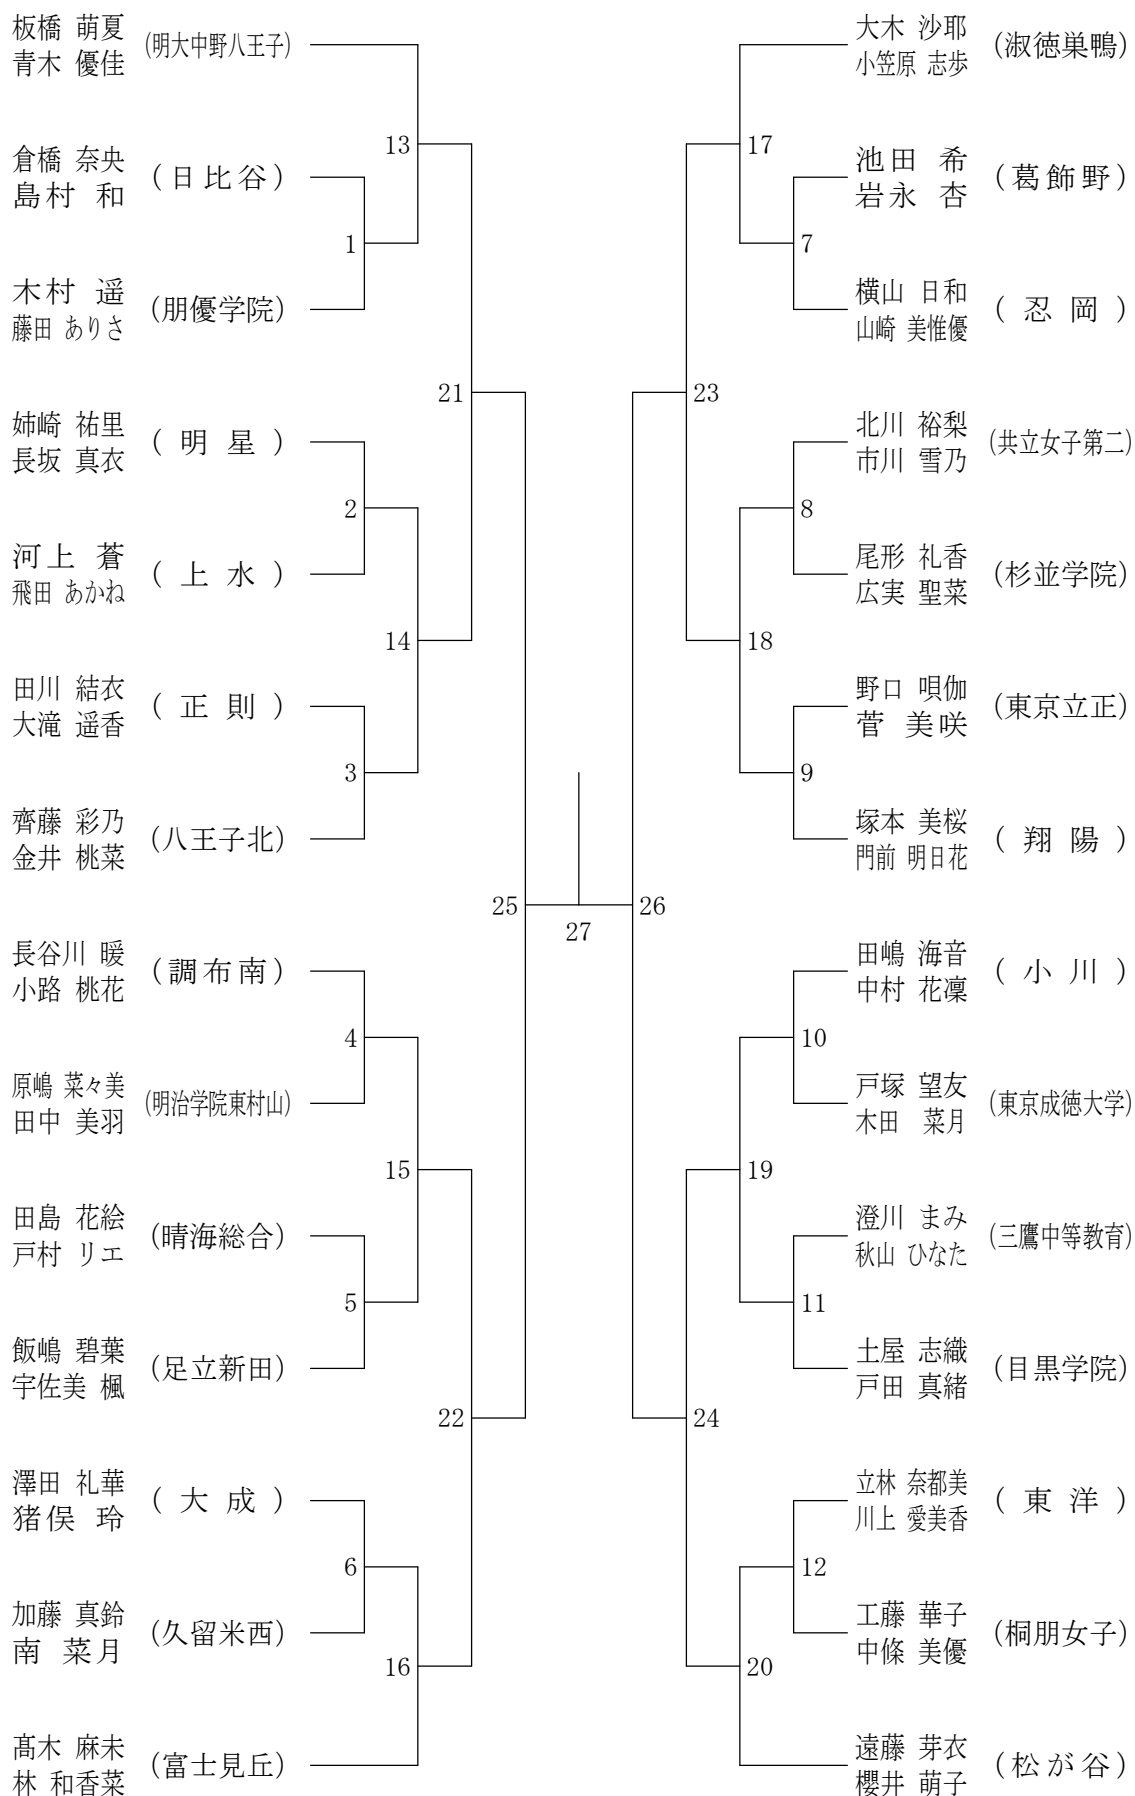 板橋 萌夏
青木 優佳
(明大中野八王子)
倉橋 奈央
島村 和
(日比谷)
木村 遥
藤田 ありさ
(朋優学院)
姉崎 祐里
長坂 真衣
(明星)
河上 蒼
飛田 あかね
(上水)
田川 結衣
大滝 遥香
(正則)
齊藤 彩乃
金井 桃菜
(八王子北)
長谷川 暖
小路 桃花
(調布南)
原嶋 菜々美
田中 美羽
(明治学院東村山)
田島 花絵
戸村 リエ
(晴海総合)
飯嶋 碧葉
宇佐美 楓
(足立新田)
澤田 礼華
猪俣 玲
(大成)
加藤 真鈴
南 菜月
(久留米西)
髙木 麻未
林 和香菜
(富士見丘)
1
2
3
4
5
6
13
14
15
16
21
22
25
27
26
23
24
17
18
19
20
7
8
9
10
11
12
大木 沙耶
小笠原 志歩
(淑徳巣鴨)
池田 希
岩永 杏
(葛飾野)
横山 日和
山崎 美惟優
(忍岡)
北川 裕梨
市川 雪乃
(共立女子第二)
尾形 礼香
広実 聖菜
(杉並学院)
野口 唄伽
菅 美咲
(東京立正)
塚本 美桜
門前 明日花
(翔陽)
田嶋 海音
中村 花凜
(小川)
戸塚 望友
木田 菜月
(東京成徳大学)
澄川 まみ
秋山 ひなた
(三鷹中等教育)
土屋 志織
戸田 真緒
(目黒学院)
立林 奈都美
川上 愛美香
(東洋)
工藤 華子
中條 美優
(桐朋女子)
遠藤 芽衣
櫻井 萌子
(松が谷)